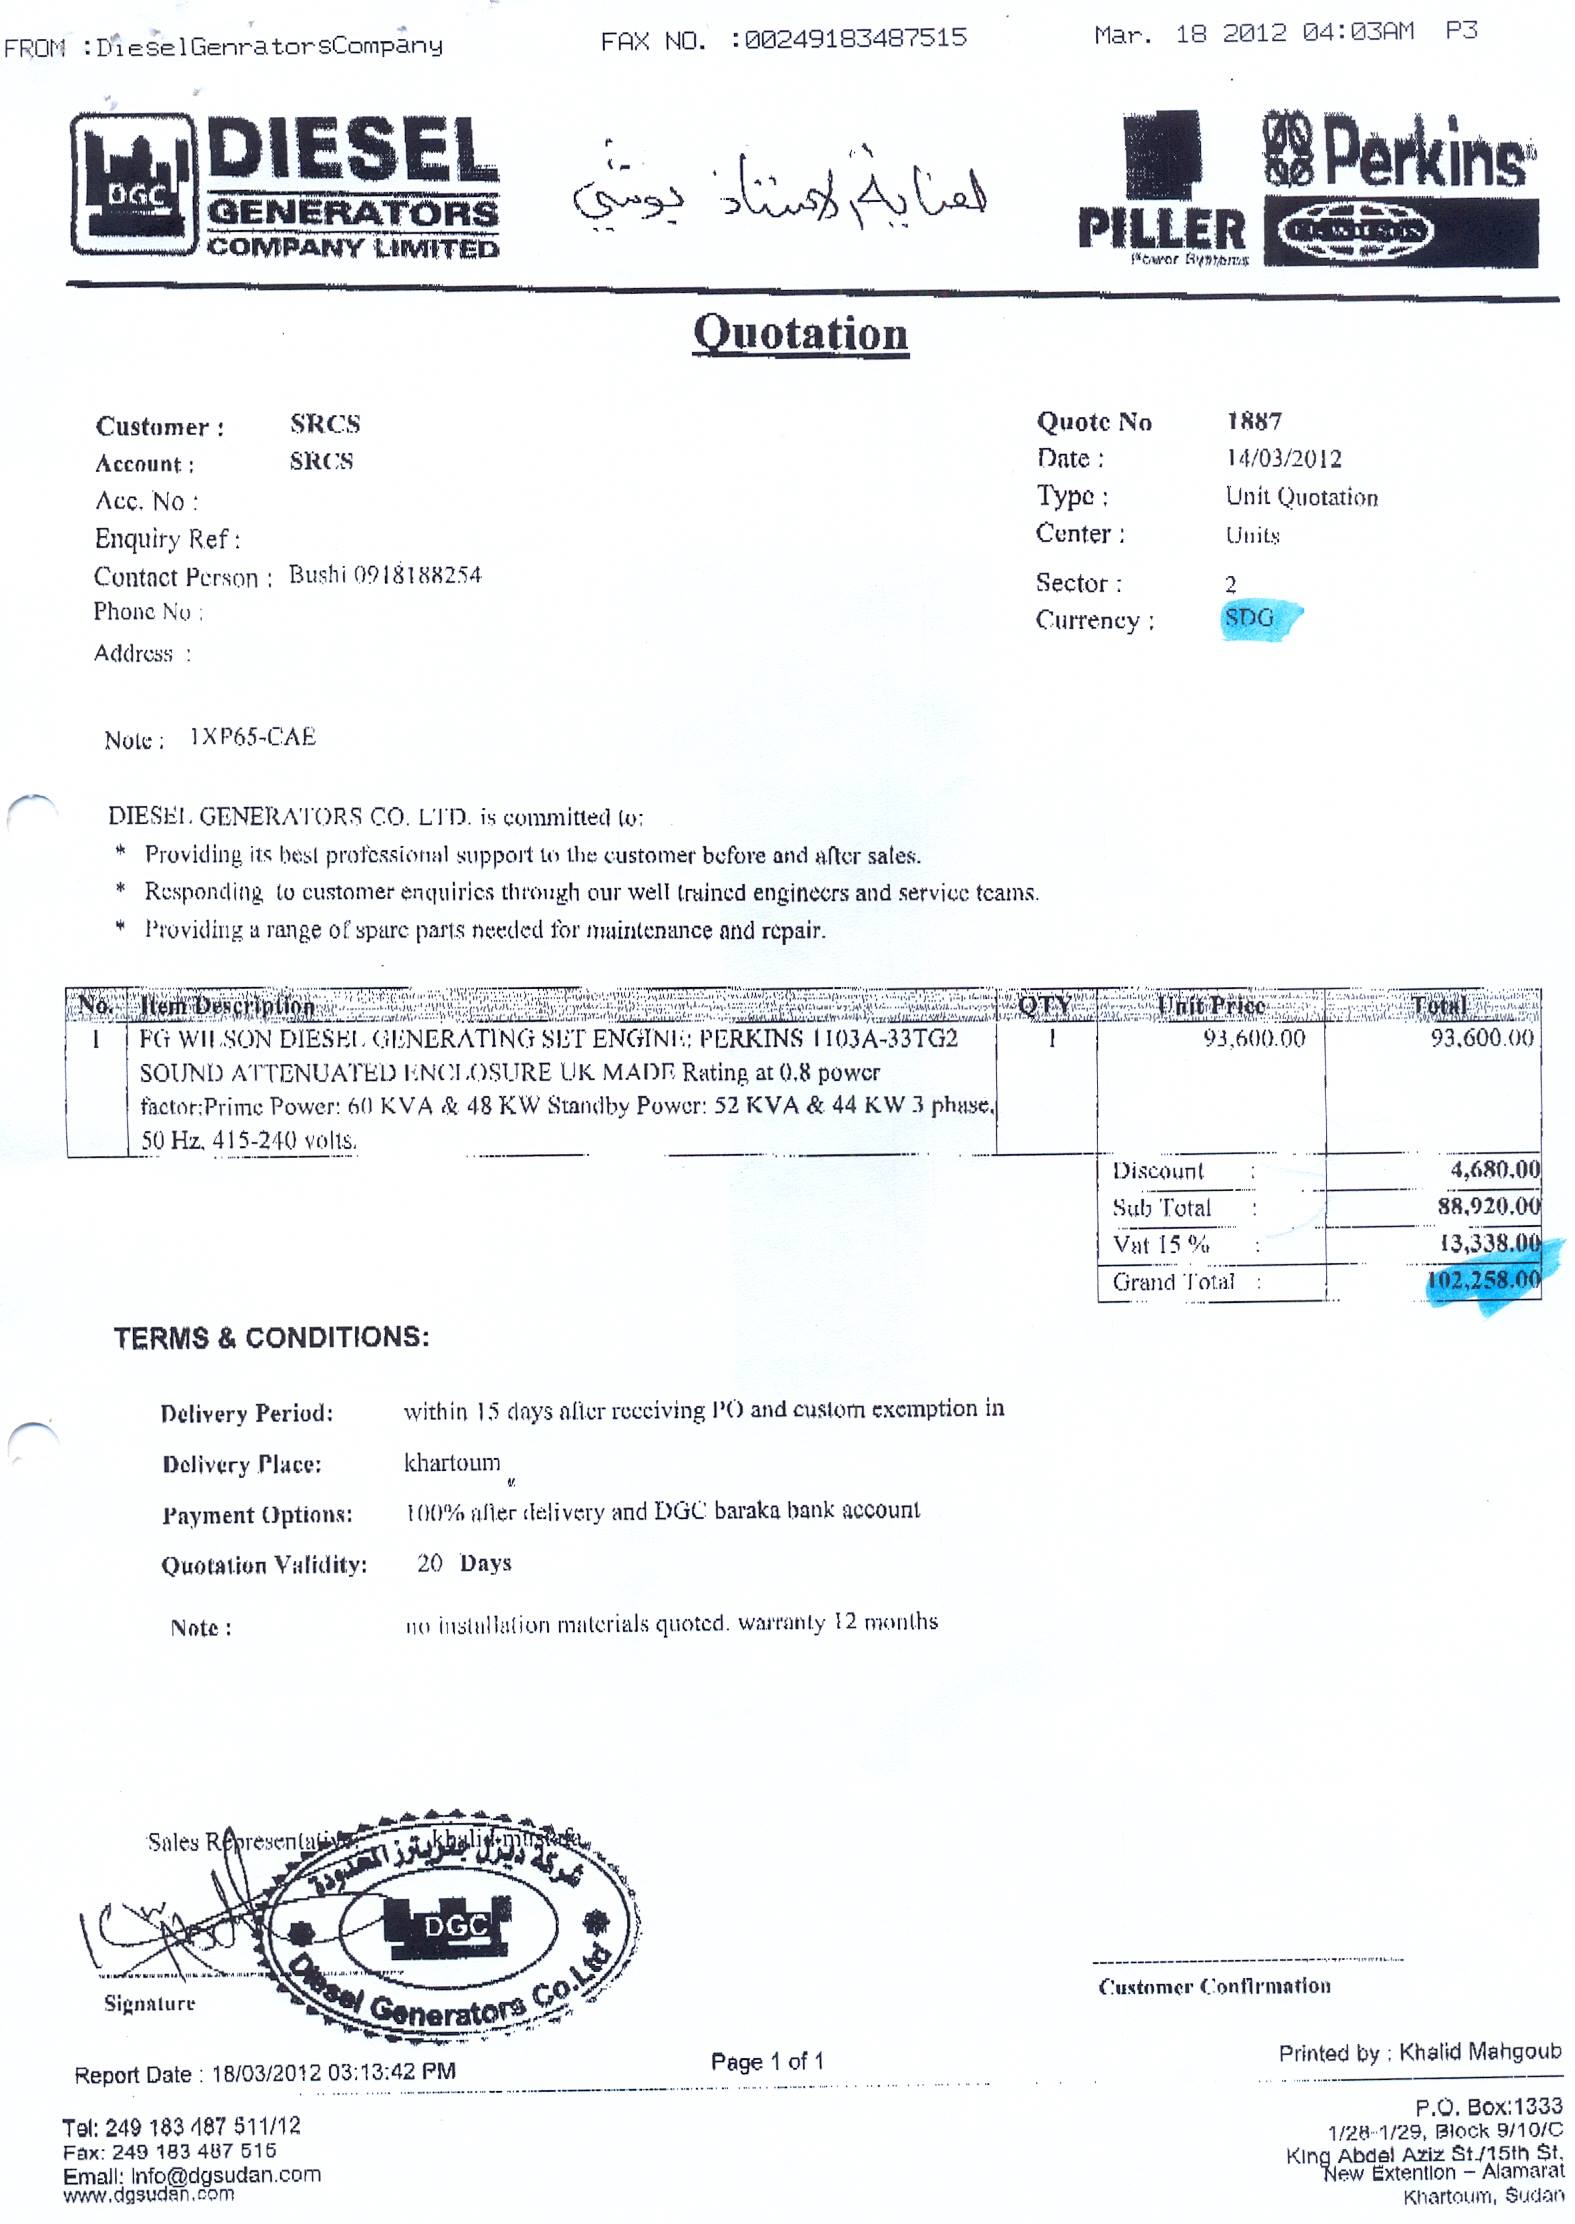 FROM :DieselGenratorsCompany FAX NO. :00249183487515 Mar. 18 2012 04:03AM P3
DIESEL
GENERATORS
COMPANY LIMITED
DGC
لعناية الاستاذ بوشي
PILLER
Power Systems
Perkins
FG WILSON
Quotation
Customer : SRCS
Account : SRCS
Acc. No :
Enquiry Ref :
Contact Person : Bushi 0918188254
Phone No :
Address :
Quote No 1887
Date : 14/03/2012
Type : Unit Quotation
Center : Units
Sector : 2
Currency : SDG
Note : 1XP65-CAE
DIESEL GENERATORS CO. LTD. is committed to:
* Providing its best professional support to the customer before and after sales.
* Responding to customer enquiries through our well trained engineers and service teams.
* Providing a range of spare parts needed for maintenance and repair.
No. Item Description QTY Unit Price Total
1 FG WILSON DIESEL GENERATING SET ENGINE: PERKINS 1103A-33TG2 1 93,600.00 93,600.00
SOUND ATTENUATED ENCLOSURE UK MADE Rating at 0.8 power
factor:Prime Power: 60 KVA & 48 KW Standby Power: 52 KVA & 44 KW 3 phase,
50 Hz, 415-240 volts.
Discount : 4,680.00
Sub Total : 88,920.00
Vat 15 % : 13,338.00
Grand Total : 102,258.00
TERMS & CONDITIONS:
Delivery Period: within 15 days after receiving PO and custom exemption in
Delivery Place: khartoum
Payment Options: 100% after delivery and DGC baraka bank account
Quotation Validity: 20 Days
Note : no installation materials quoted. warranty 12 months
Sales Representative: khalid mustafa
شركة ديزل جنريترز المحدودة
DGC
Diesel Generators Co.Ltd
Signature
Customer Confirmation
Report Date : 18/03/2012 03:13:42 PM Page 1 of 1 Printed by : Khalid Mahgoub
Tel: 249 183 487 511/12
Fax: 249 183 487 515
Email: Info@dgsudan.com
www.dgsudan.com
P.O. Box:1333
1/28-1/29, Block 9/10/C
King Abdel Aziz St./15th St,
New Extention – Alamarat
Khartoum, Sudan